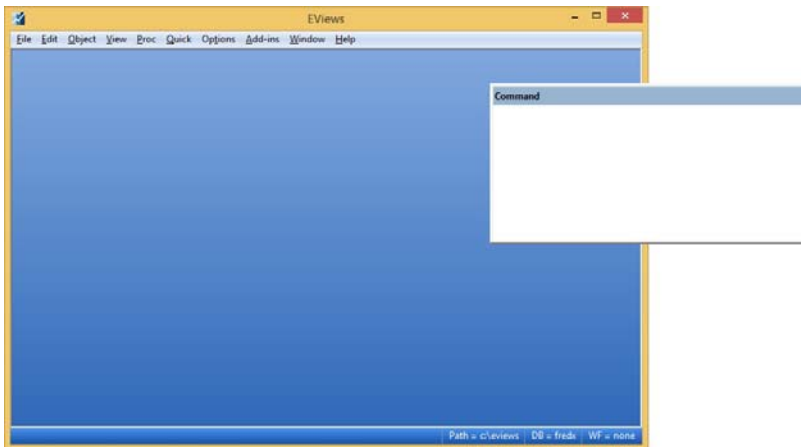 EViews
File Edit Object View Proc Quick Options Add-ins Window Help
Command
Path = c:\eviews DB = freds WF = none